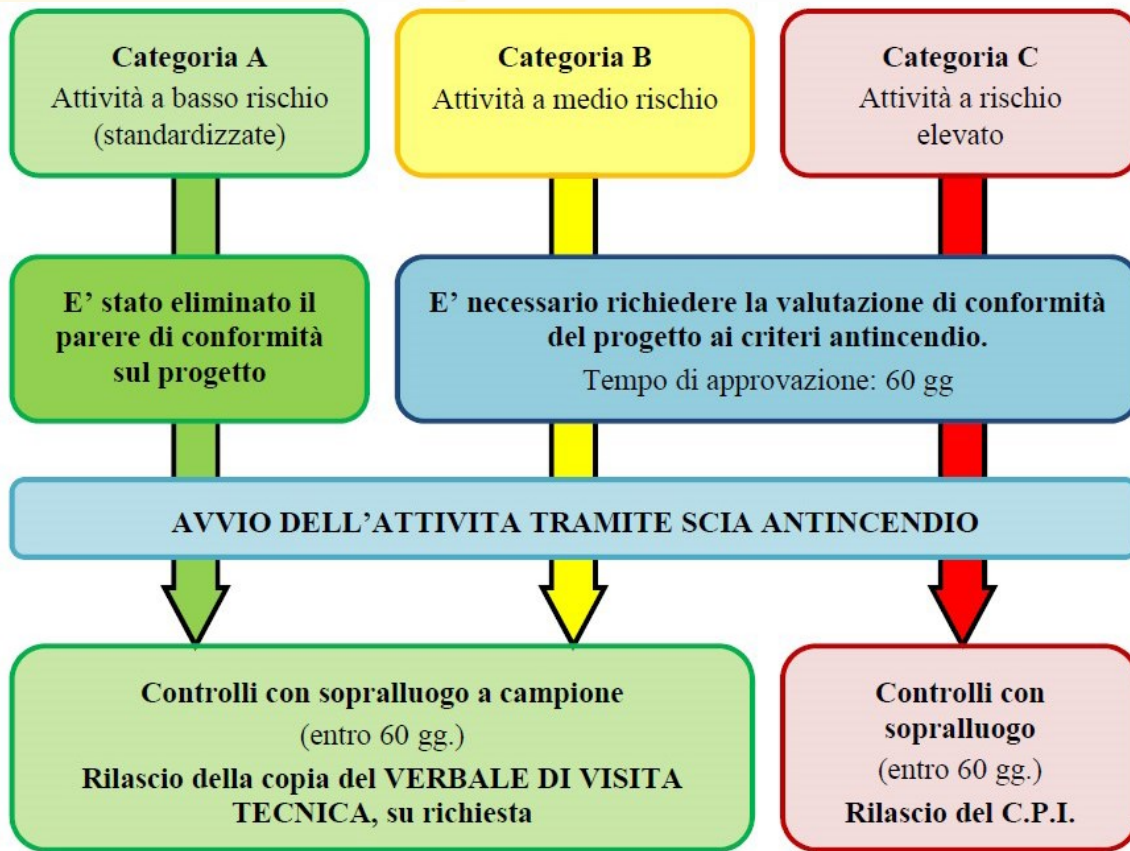 Categoria A
Attività a basso rischio
(standardizzate)
Categoria B
Attività a medio rischio
Categoria C
Attività a rischio
elevato
E’ stato eliminato il
parere di conformità
sul progetto
E’ necessario richiedere la valutazione di conformità
del progetto ai criteri antincendio.
Tempo di approvazione: 60 gg
AVVIO DELL’ATTIVITA TRAMITE SCIA ANTINCENDIO
Controlli con sopralluogo a campione
(entro 60 gg.)
Rilascio della copia del VERBALE DI VISITA
TECNICA, su richiesta
Controlli con
sopralluogo
(entro 60 gg.)
Rilascio del C.P.I.